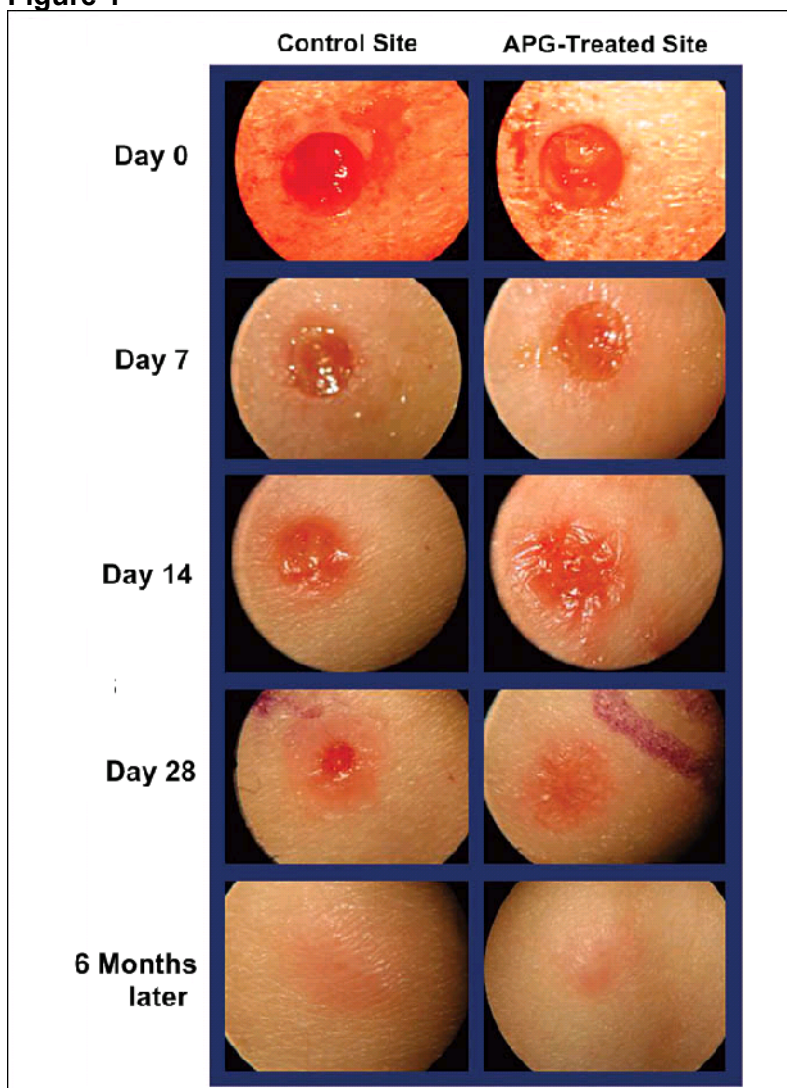 Control Site APG-Treated Site
Day 0
Day 7
Day 14
Day 28
6 Months
later